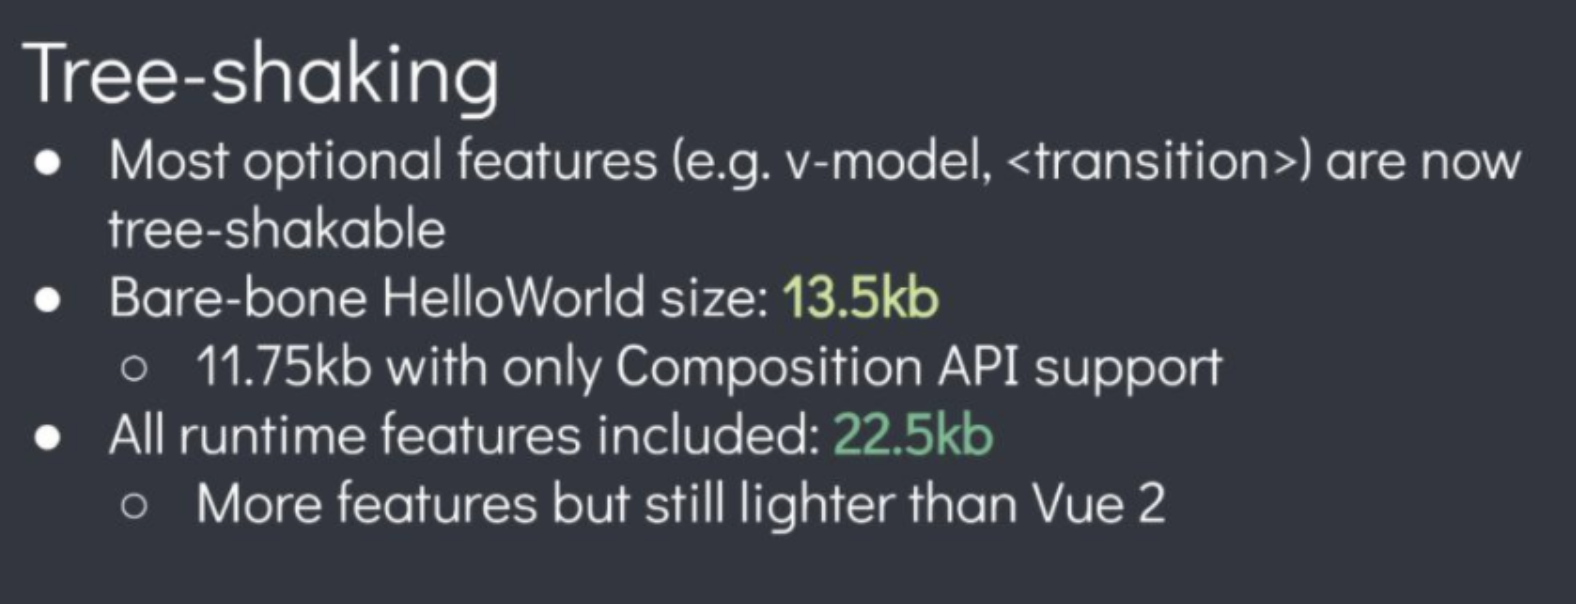 Tree-shaking
● Most optional features (e.g. v-model, <transition>) are now
tree-shakable
● Bare-bone HelloWorld size: 13.5kb
○ 11.75kb with only Composition API support
● All runtime features included: 22.5kb
○ More features but still lighter than Vue 2